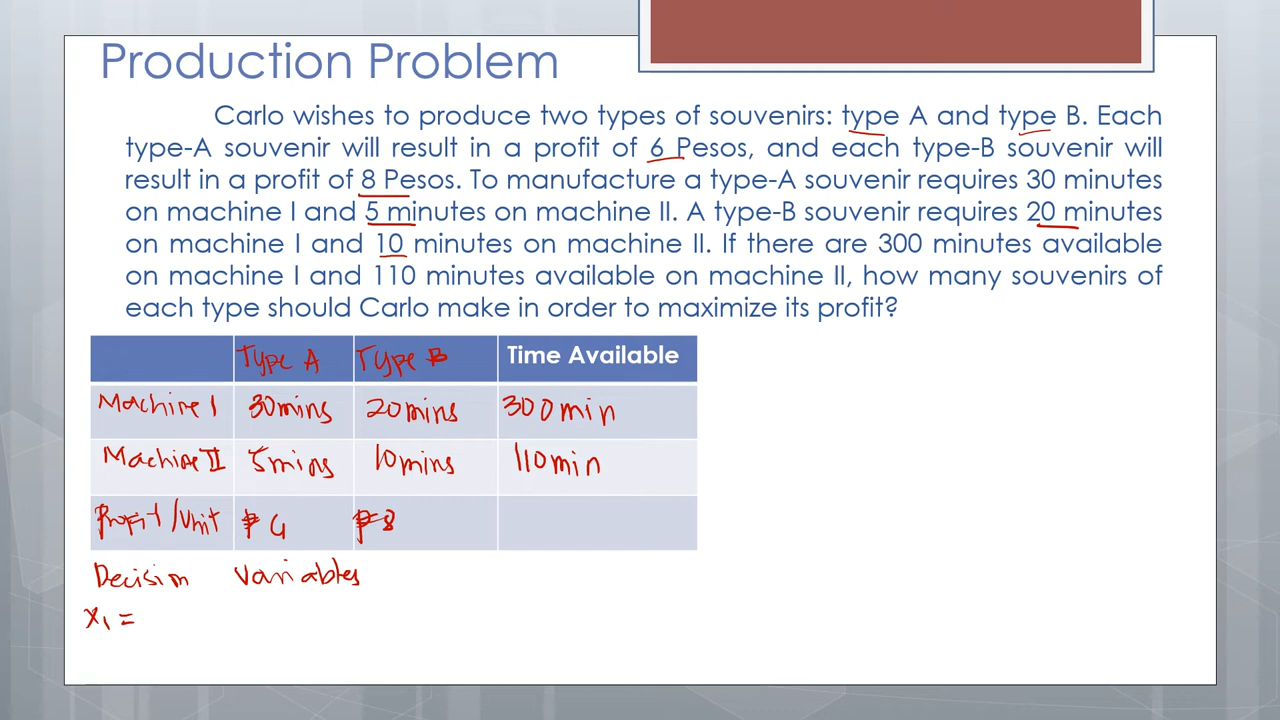 Production Problem
Carlo wishes to produce two types of souvenirs: type A and type B. Each
type-A souvenir will result in a profit of 6 Pesos, and each type-B souvenir will
result in a profit of 8 Pesos. To manufacture a type-A souvenir requires 30 minutes
on machine I and 5 minutes on machine II. A type-B souvenir requires 20 minutes
on machine I and 10 minutes on machine II. If there are 300 minutes available
on machine I and 110 minutes available on machine II, how many souvenirs of
each type should Carlo make in order to maximize its profit?
Type A Type B Time Available
Machine I 30mins 20mins 300min
Machine II 5mins 10mins 110min
Profit/Unit ₱ 6 ₱8
Decision Variables
x₁ =